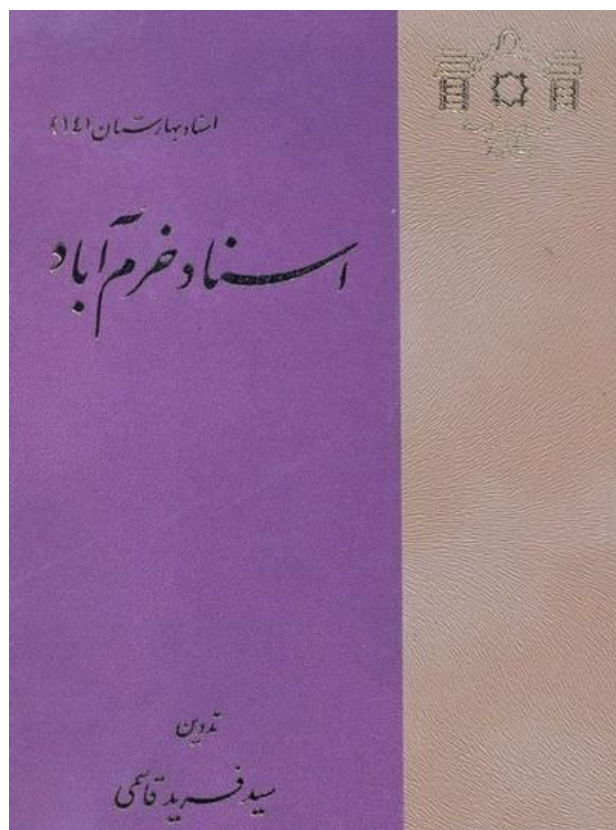 اسناد بهارستان (۱۴)
اسناد خرم آباد
تدوین
سید فرید قاسمی